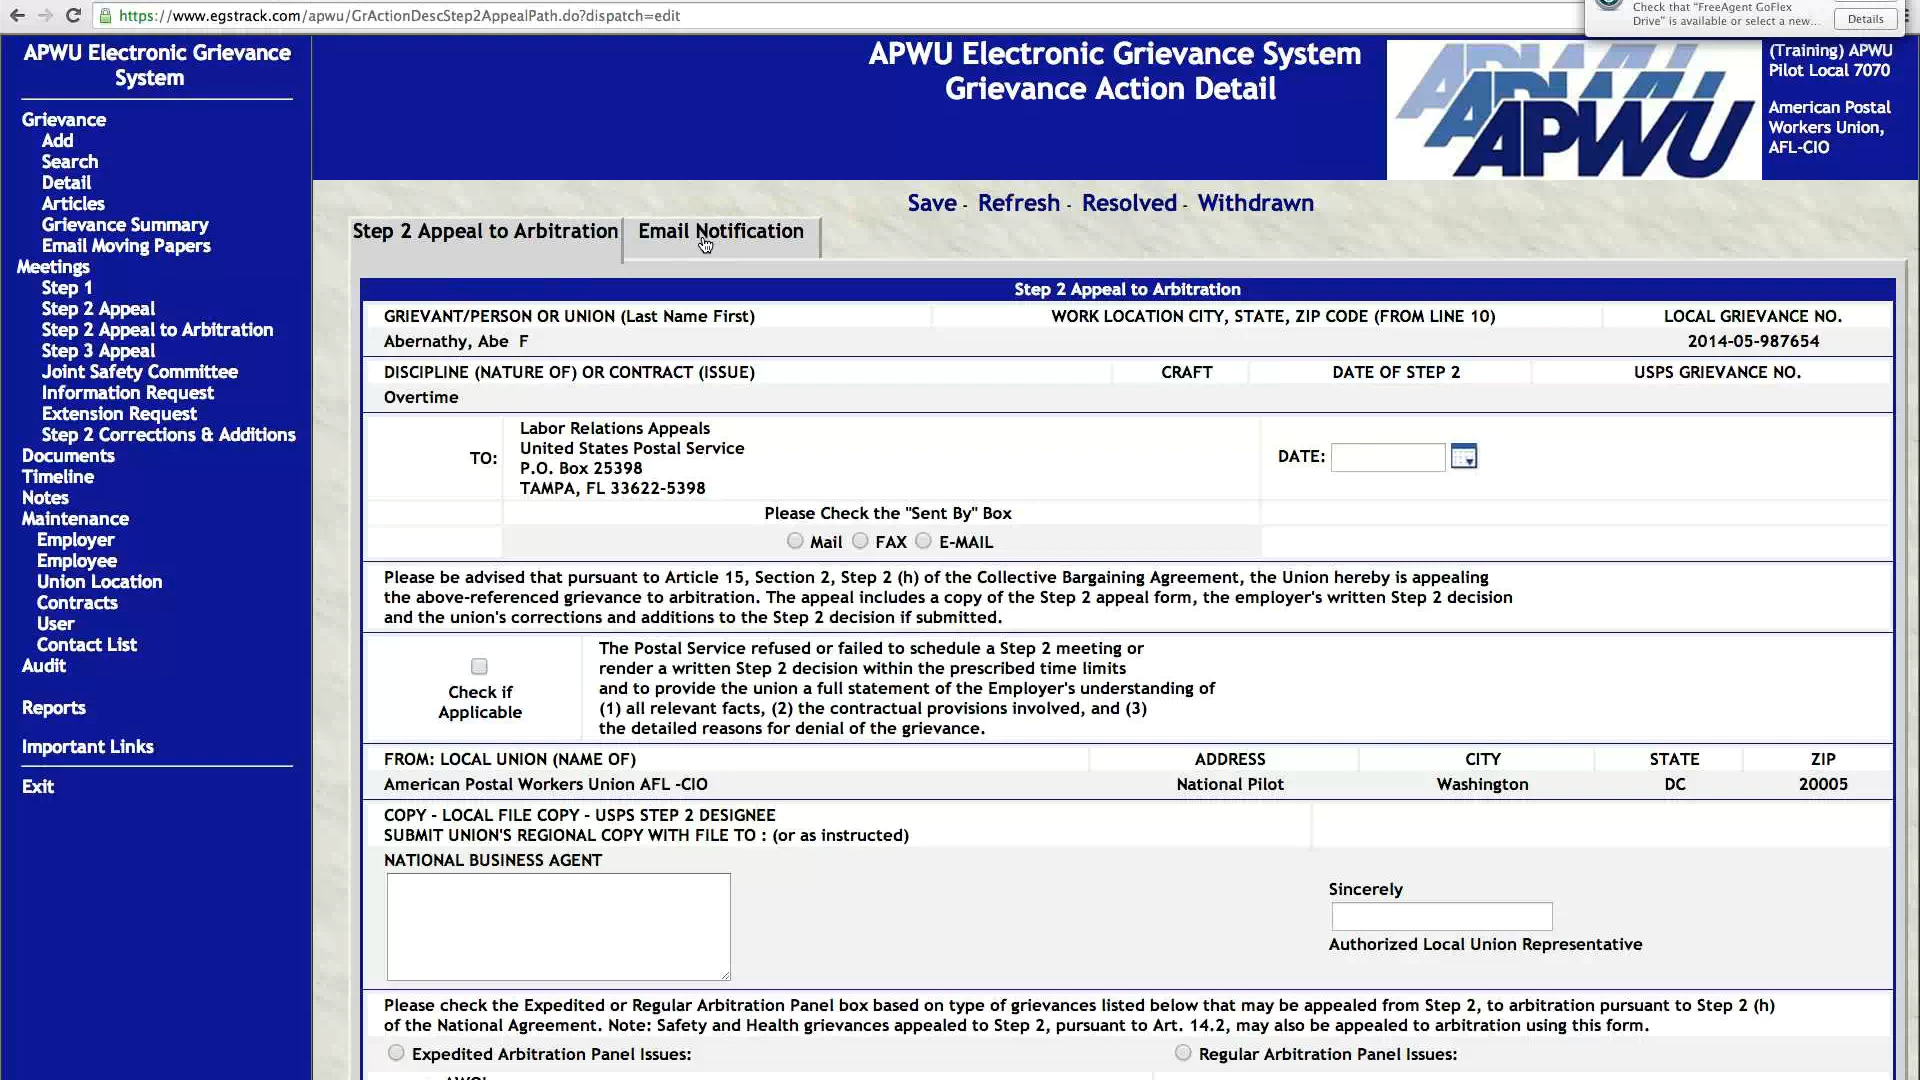 https://www.egstrack.com/apwu/GrActionDescStep2AppealPath.do?dispatch=edit
Check that "FreeAgent GoFlex
Drive" is available or select a new...
Details
APWU Electronic Grievance
System
Grievance
Add
Search
Detail
Articles
Grievance Summary
Email Moving Papers
Meetings
Step 1
Step 2 Appeal
Step 2 Appeal to Arbitration
Step 3 Appeal
Joint Safety Committee
Information Request
Extension Request
Step 2 Corrections & Additions
Documents
Timeline
Notes
Maintenance
Employer
Employee
Union Location
Contracts
User
Contact List
Audit
Reports
Important Links
Exit
APWU Electronic Grievance System
Grievance Action Detail
APWU
(Training) APWU
Pilot Local 7070
American Postal
Workers Union,
AFL-CIO
Save - Refresh - Resolved - Withdrawn
Step 2 Appeal to Arbitration
Email Notification
Step 2 Appeal to Arbitration
GRIEVANT/PERSON OR UNION (Last Name First)
WORK LOCATION CITY, STATE, ZIP CODE (FROM LINE 10)
LOCAL GRIEVANCE NO.
Abernathy, Abe F
2014-05-987654
DISCIPLINE (NATURE OF) OR CONTRACT (ISSUE)
CRAFT
DATE OF STEP 2
USPS GRIEVANCE NO.
Overtime
TO:
Labor Relations Appeals
United States Postal Service
P.O. Box 25398
TAMPA, FL 33622-5398
DATE:
Please Check the "Sent By" Box
Mail FAX E-MAIL
Please be advised that pursuant to Article 15, Section 2, Step 2 (h) of the Collective Bargaining Agreement, the Union hereby is appealing
the above-referenced grievance to arbitration. The appeal includes a copy of the Step 2 appeal form, the employer's written Step 2 decision
and the union's corrections and additions to the Step 2 decision if submitted.
Check if
Applicable
The Postal Service refused or failed to schedule a Step 2 meeting or
render a written Step 2 decision within the prescribed time limits
and to provide the union a full statement of the Employer's understanding of
(1) all relevant facts, (2) the contractual provisions involved, and (3)
the detailed reasons for denial of the grievance.
FROM: LOCAL UNION (NAME OF)
ADDRESS
CITY
STATE
ZIP
American Postal Workers Union AFL -CIO
National Pilot
Washington
DC
20005
COPY - LOCAL FILE COPY - USPS STEP 2 DESIGNEE
SUBMIT UNION'S REGIONAL COPY WITH FILE TO : (or as instructed)
NATIONAL BUSINESS AGENT
Sincerely
Authorized Local Union Representative
Please check the Expedited or Regular Arbitration Panel box based on type of grievances listed below that may be appealed from Step 2, to arbitration pursuant to Step 2 (h)
of the National Agreement. Note: Safety and Health grievances appealed to Step 2, pursuant to Art. 14.2, may also be appealed to arbitration using this form.
Expedited Arbitration Panel Issues:
Regular Arbitration Panel Issues: